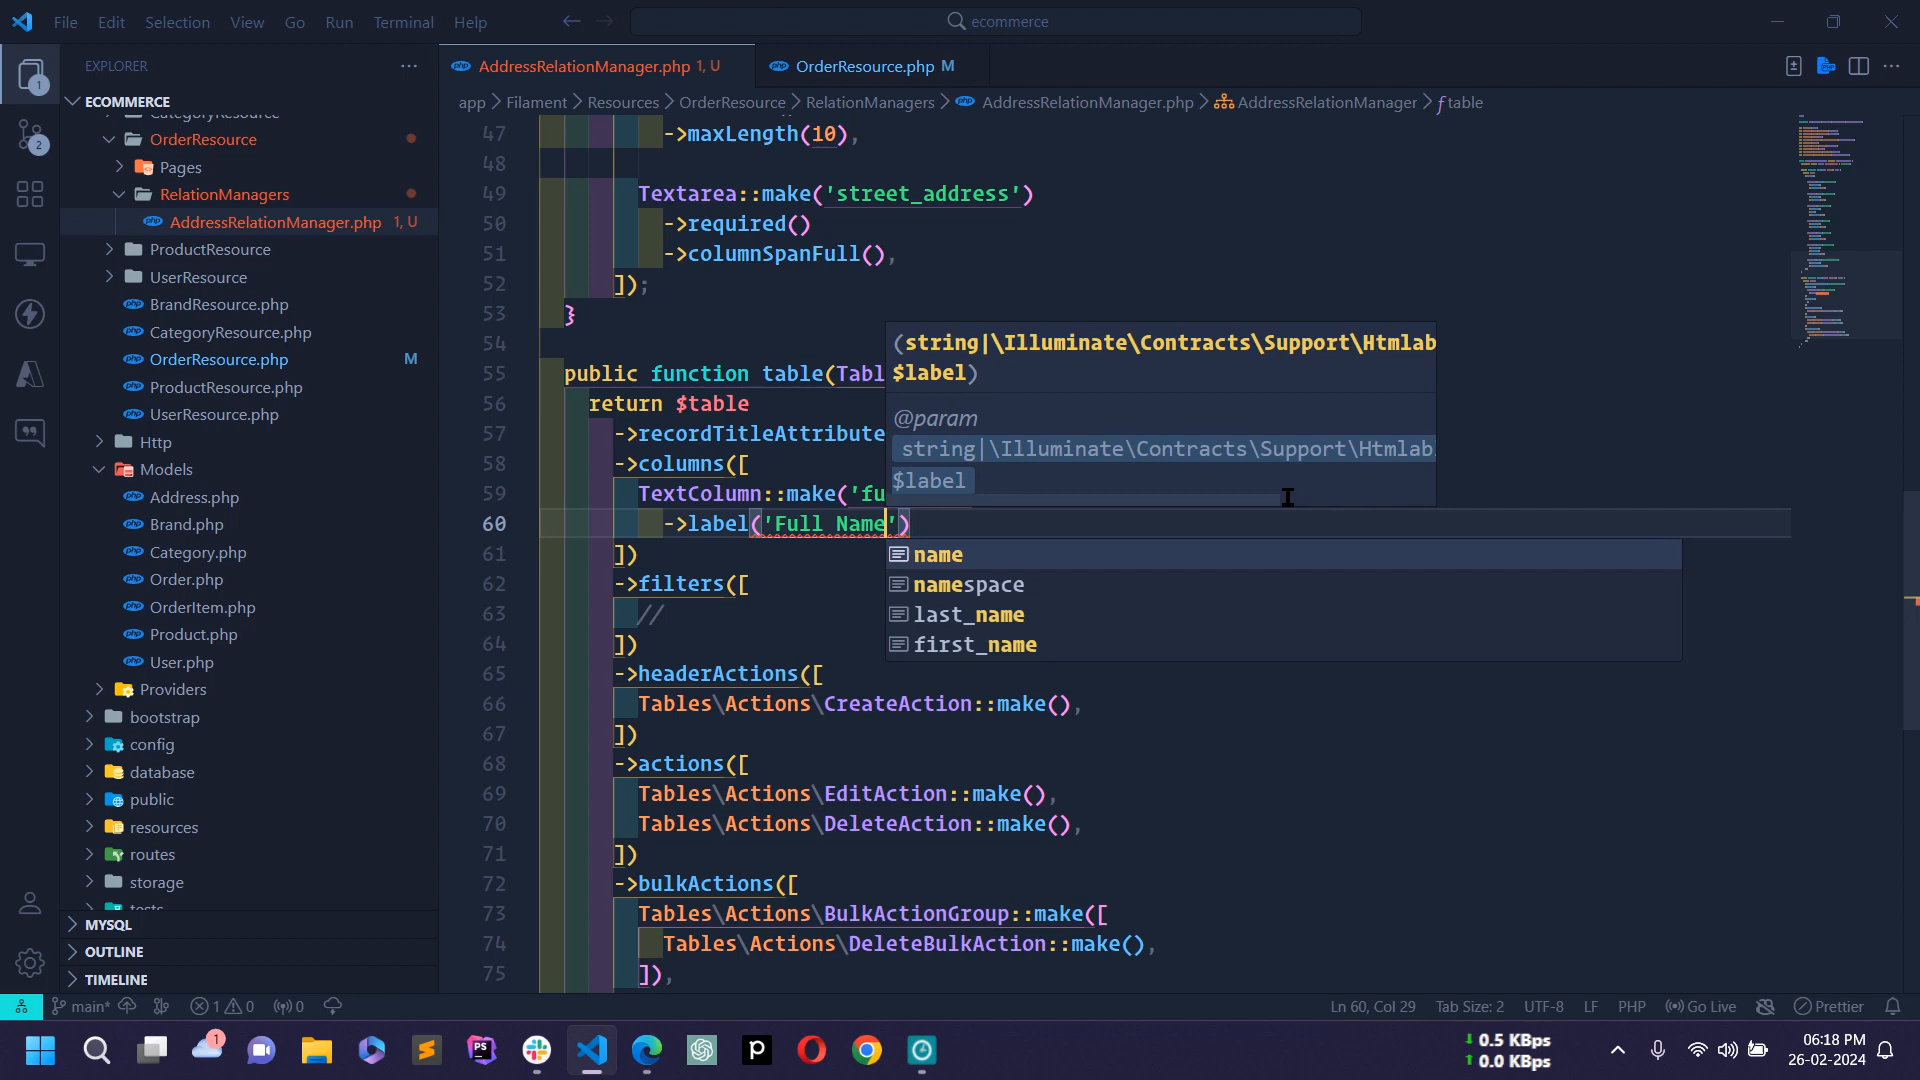 File Edit Selection View Go Run Terminal Help
ecommerce
EXPLORER
ECOMMERCE
CategoryResource
OrderResource
Pages
RelationManagers
AddressRelationManager.php 1, U
ProductResource
UserResource
BrandResource.php
CategoryResource.php
OrderResource.php M
ProductResource.php
UserResource.php
Http
Models
Address.php
Brand.php
Category.php
Order.php
OrderItem.php
Product.php
User.php
Providers
bootstrap
config
database
public
resources
routes
storage
tests
MYSQL
OUTLINE
TIMELINE
AddressRelationManager.php 1, U
OrderResource.php M
app > Filament > Resources > OrderResource > RelationManagers > AddressRelationManager.php > AddressRelationManager > table
47 ->maxLength(10),
48
49 Textarea::make('street_address')
50 ->required()
51 ->columnSpanFull(),
52 ]);
53 }
54
55 public function table(Tabl
56 return $table
57 ->recordTitleAttribute
58 ->columns([
59 TextColumn::make('fu
60 ->label('Full Name')
61 ])
62 ->filters([
63 //
64 ])
65 ->headerActions([
66 Tables\Actions\CreateAction::make(),
67 ])
68 ->actions([
69 Tables\Actions\EditAction::make(),
70 Tables\Actions\DeleteAction::make(),
71 ])
72 ->bulkActions([
73 Tables\Actions\BulkActionGroup::make([
74 Tables\Actions\DeleteBulkAction::make(),
75 ]),
(string|\Illuminate\Contracts\Support\Htmlab
$label)
@param
string|\Illuminate\Contracts\Support\Htmlab
$label
name
namespace
last_name
first_name
1
2
main*
1 0
0
Ln 60, Col 29
Tab Size: 2
UTF-8
LF
PHP
Go Live
Prettier
1
PS
p
0.5 KBps
0.0 KBps
06:18 PM
26-02-2024